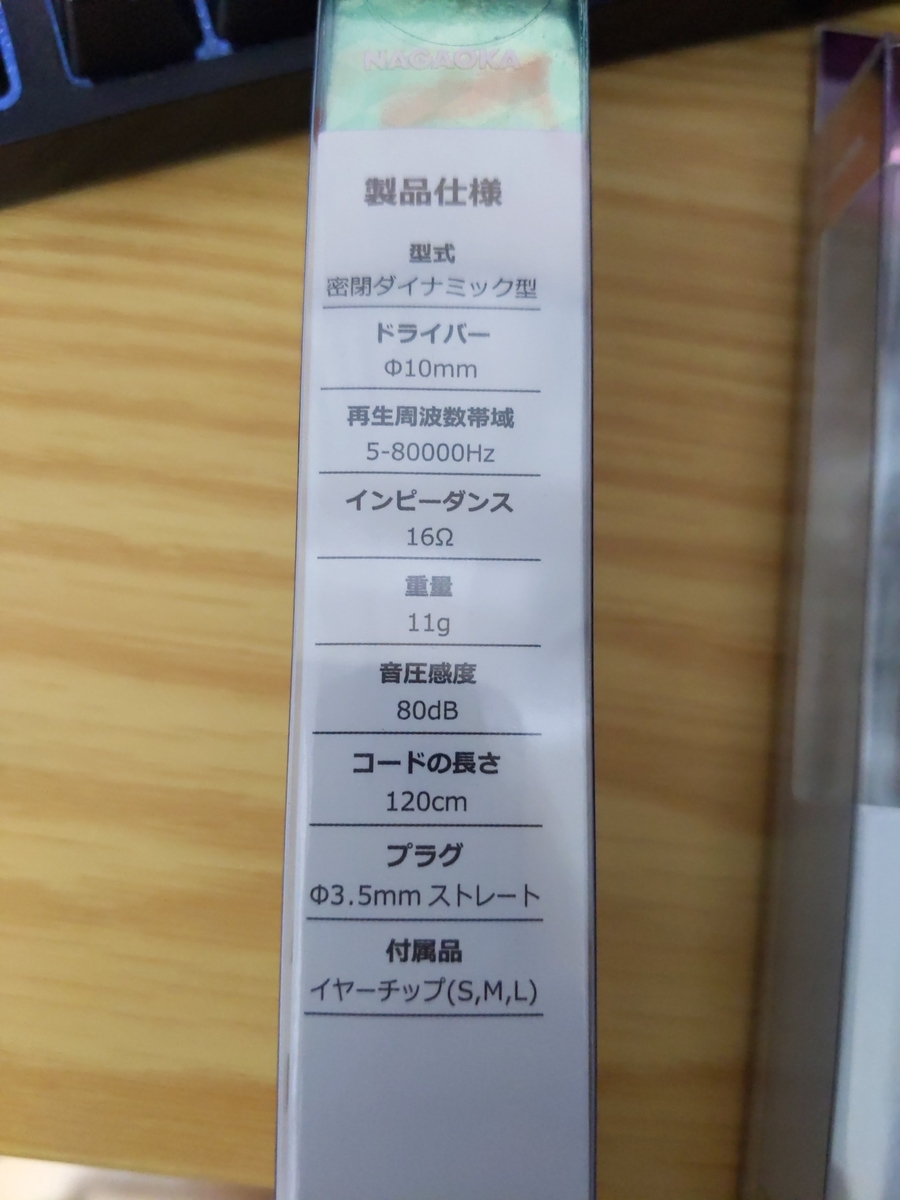 NAGAOKA
製品仕様
型式
密閉ダイナミック型
ドライバー
Φ10mm
再生周波数帯域
5-80000Hz
インピーダンス
16Ω
重量
11g
音圧感度
80dB
コードの長さ
120cm
プラグ
Φ3.5mm ストレート
付属品
イヤーチップ(S,M,L)